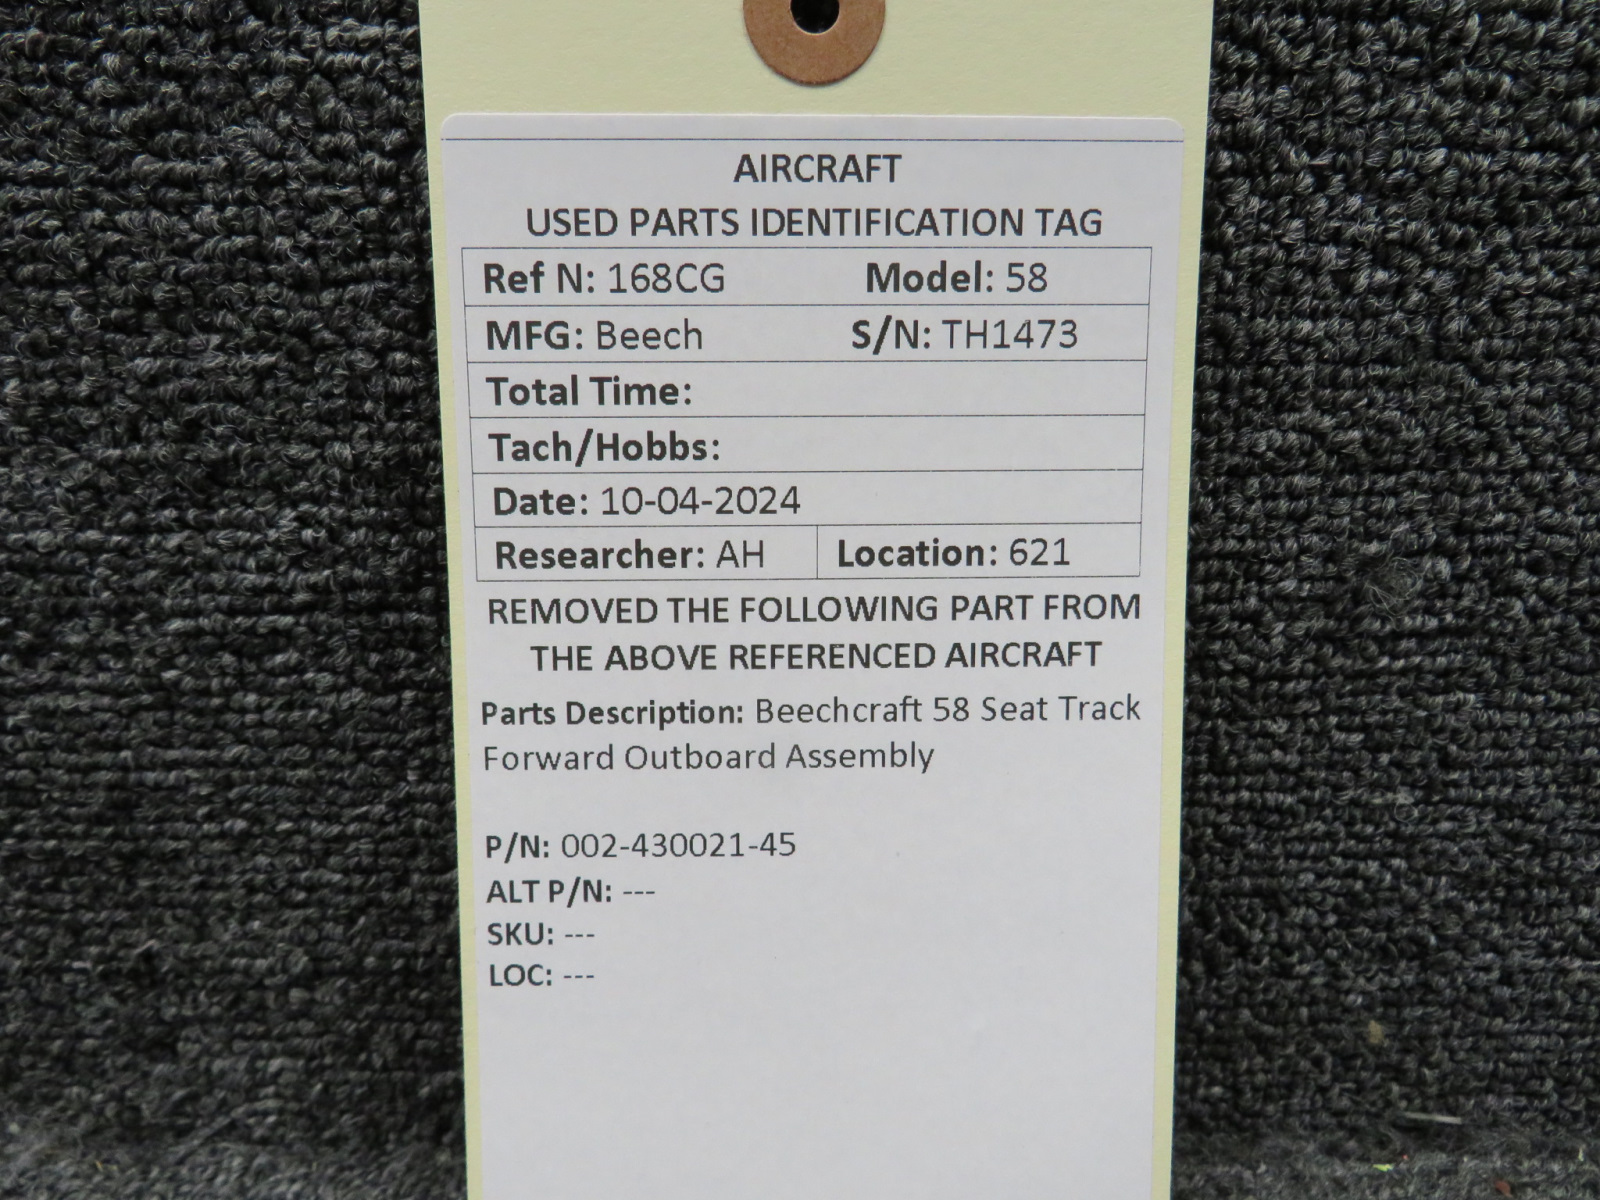 AIRCRAFT
USED PARTS IDENTIFICATION TAG
Ref N: 168CG Model: 58
MFG: Beech S/N: TH1473
Total Time:
Tach/Hobbs:
Date: 10-04-2024
Researcher: AH Location: 621
REMOVED THE FOLLOWING PART FROM
THE ABOVE REFERENCED AIRCRAFT
Parts Description: Beechcraft 58 Seat Track
Forward Outboard Assembly
P/N: 002-430021-45
ALT P/N: ---
SKU: ---
LOC: ---